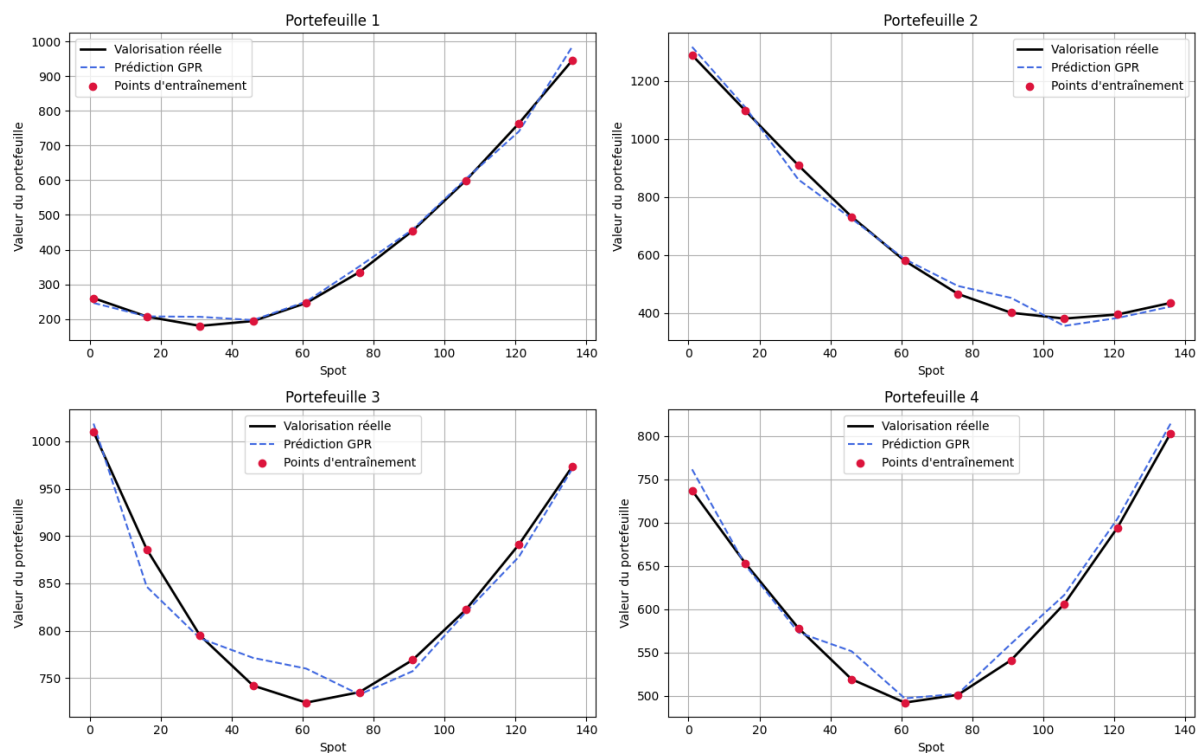 Portefeuille 1
Valorisation réelle
Prédiction GPR
Points d'entraînement
Valeur du portefeuille
1000
900
800
700
600
500
400
300
200
0 20 40 60 80 100 120 140
Spot
Portefeuille 2
Valorisation réelle
Prédiction GPR
Points d'entraînement
Valeur du portefeuille
1200
1000
800
600
400
0 20 40 60 80 100 120 140
Spot
Portefeuille 3
Valorisation réelle
Prédiction GPR
Points d'entraînement
Valeur du portefeuille
1000
950
900
850
800
750
0 20 40 60 80 100 120 140
Spot
Portefeuille 4
Valorisation réelle
Prédiction GPR
Points d'entraînement
Valeur du portefeuille
800
750
700
650
600
550
500
0 20 40 60 80 100 120 140
Spot